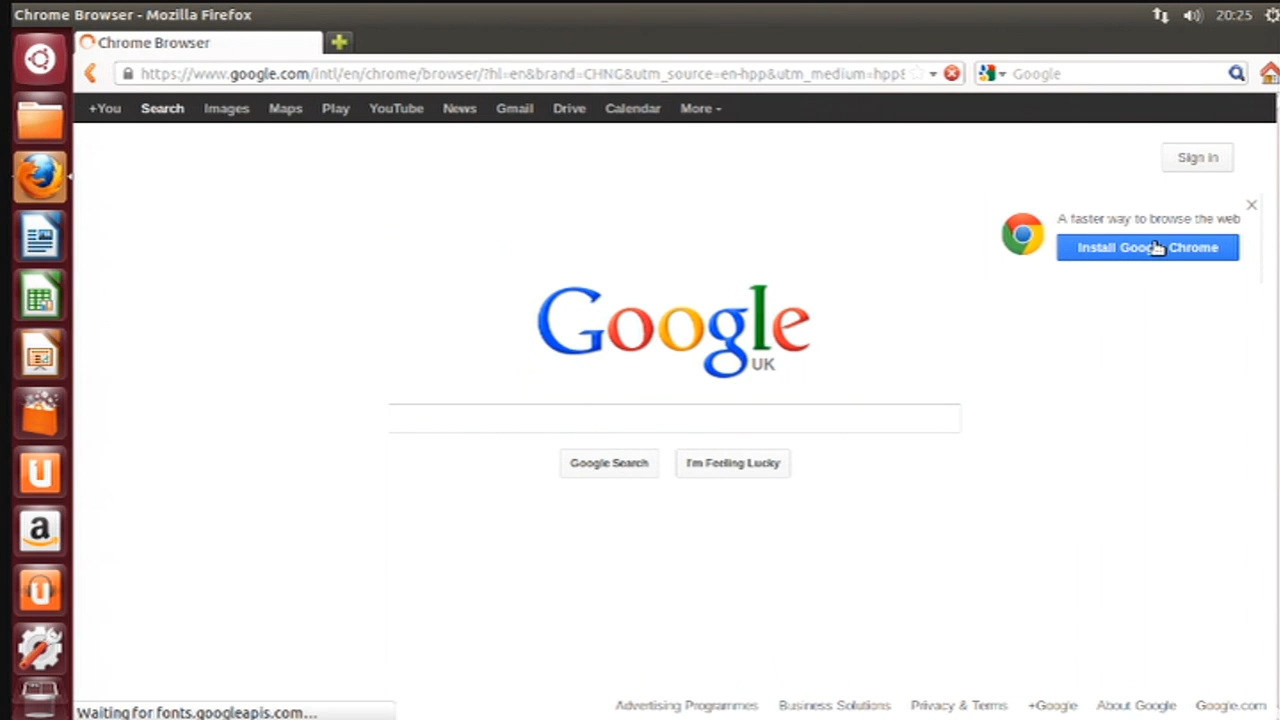 Chrome Browser - Mozilla Firefox
20:25
Chrome Browser
https://www.google.com/intl/en/chrome/browser/?hl=en&brand=CHNG&utm_source=en-hpp&utm_medium=hpp&
Google
+You Search Images Maps Play YouTube News Gmail Drive Calendar More
Sign in
A faster way to browse the web
Install Google Chrome
Google
UK
Google Search I'm Feeling Lucky
Advertising Programmes Business Solutions Privacy & Terms +Google About Google Google.com
Waiting for fonts.googleapis.com...